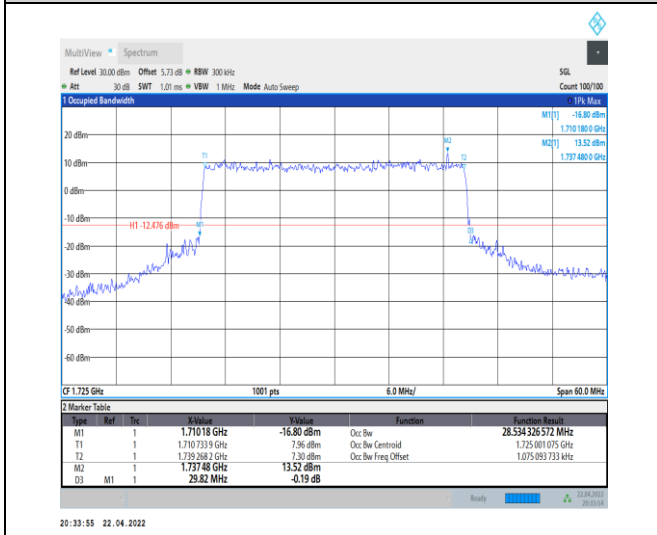 MultiView Spectrum
Ref Level 30.00 dBm Offset 5.73 dB RBW 300 kHz SGL
Att 30 dB SWT 1.01 ms VBW 1 MHz Mode Auto Sweep Count 100/100
1 Occupied Bandwidth 1Pk Max
M1[1] -16.80 dBm
1.710 180 0 GHz
M2[1] 13.52 dBm
1.737 480 0 GHz
20 dBm
M2
T1
T2
10 dBm
0 dBm
-10 dBm
H1 -12.476 dBm
M1
D3
-20 dBm
-30 dBm
-40 dBm
-50 dBm
-60 dBm
CF 1.725 GHz 1001 pts 6.0 MHz/ Span 60.0 MHz
2 Marker Table
Type Ref Trc X-Value Y-Value Function Function Result
M1 1 1.71018 GHz -16.80 dBm Occ Bw 28.534 326 572 MHz
T1 1 1.710 733 9 GHz 7.96 dBm Occ Bw Centroid 1.725 001 075 GHz
T2 1 1.739 268 2 GHz 7.30 dBm Occ Bw Freq Offset 1.075 093 733 kHz
M2 1 1.73748 GHz 13.52 dBm
D3 M1 1 29.82 MHz -0.19 dB
Ready 22.04.2022
20:33:54
20:33:55 22.04.2022